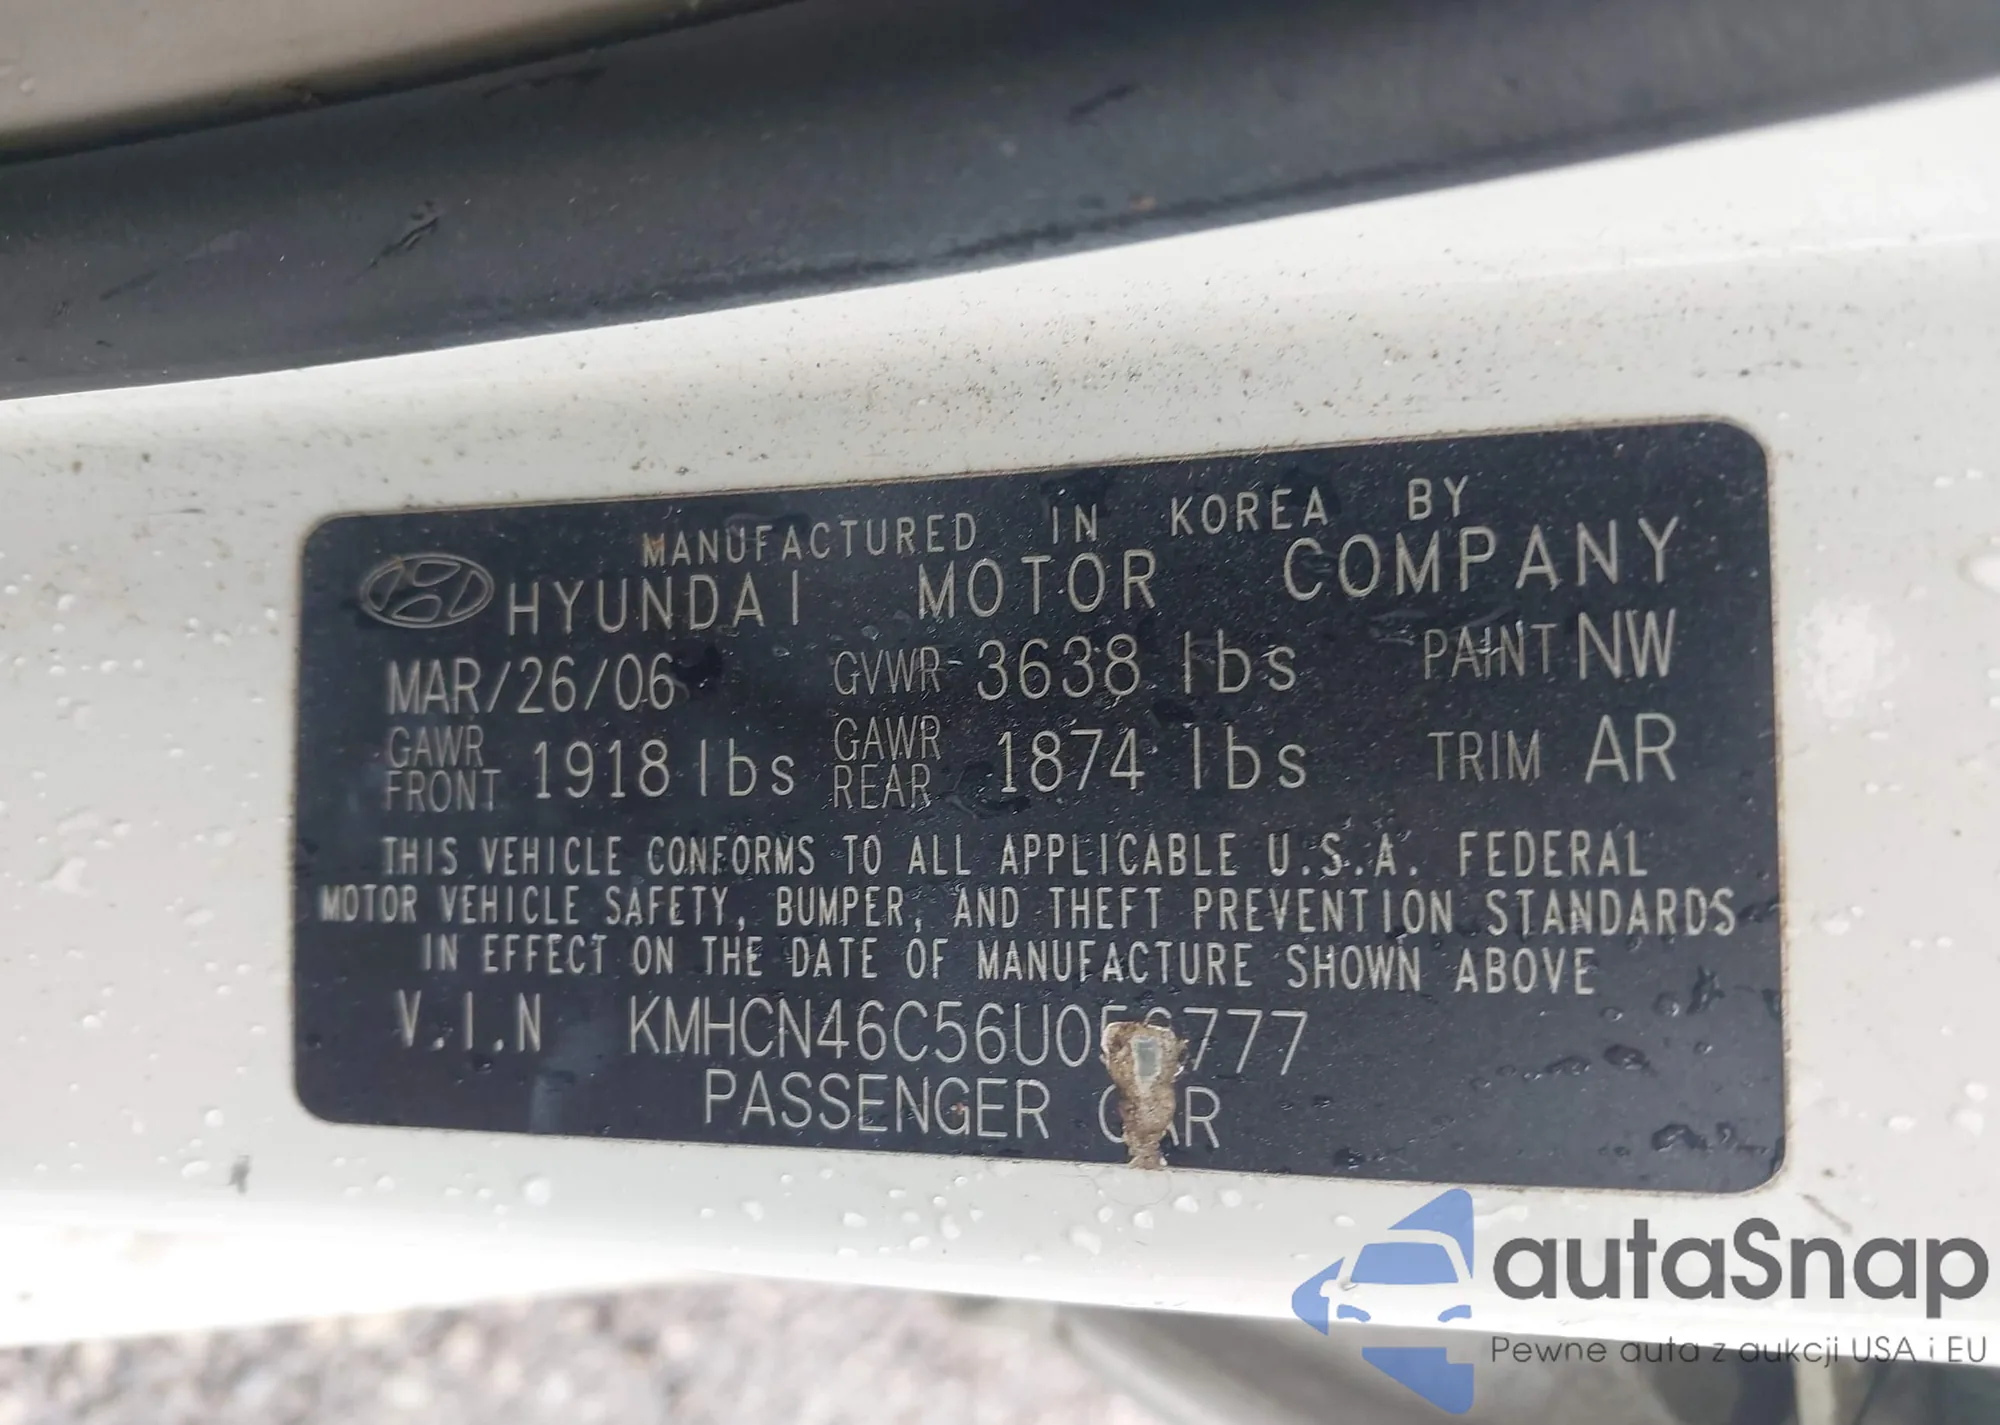 MANUFACTURED IN KOREA BY
HYUNDAI MOTOR COMPANY
MAR/26/06 GVWR 3638 lbs PAINT NW
GAWR FRONT 1918 lbs GAWR REAR 1874 lbs TRIM AR
THIS VEHICLE CONFORMS TO ALL APPLICABLE U.S.A. FEDERAL
MOTOR VEHICLE SAFETY, BUMPER, AND THEFT PREVENTION STANDARDS
IN EFFECT ON THE DATE OF MANUFACTURE SHOWN ABOVE
V.I.N
PASSENGER CAR
autaSnap
Pewne auta z aukcji USA i EU